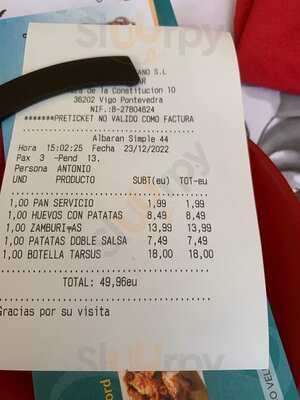 ANO S.L
AR
ra de la Constitucion 10
36202 Vigo Pontevedra
NIF.:B-27804624
*******PRETICKET NO VALIDO COMO FACTURA
Albaran Simple 44
Hora 15:02:25 Fecha 23/12/2022
Pax 3 -Pend 13.
Persona ANTONIO
UND PRODUCTO SUBT(eu) TOT-eu
1,00 PAN SERVICIO 1,99 1,99
1,00 HUEVOS CON PATATAS 8,49 8,49
1,00 ZAMBURIÑAS 13,99 13,99
1,00 PATATAS DOBLE SALSA 7,49 7,49
1,00 BOTELLA TARSUS 18,00 18,00
TOTAL: 49,96eu
Gracias por su visita
sluurpy
sluurpy